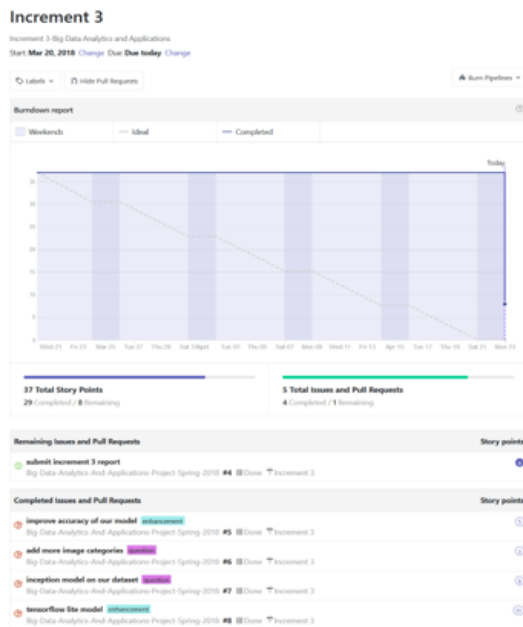 Increment 3
Increment 3-Big Data Analytics and Applications
Start: Mar 20, 2018 Change Due: Due today Change
Labels Hide Pull Requests Burn Pipelines
Burndown report
Weekends Ideal Completed
Today
35
30
25
20
15
10
5
0
Wed 21 Fri 23 Mar 25 Tue 27 Thu 29 Sat 31 April Tue 03 Thu 05 Sat 07 Mon 09 Wed 11 Fri 13 Apr 15 Tue 17 Thu 19 Sat 21 Mon 23
37 Total Story Points
29 Completed / 8 Remaining
5 Total Issues and Pull Requests
4 Completed / 1 Remaining
Remaining Issues and Pull Requests Story points
submit increment 3 report
Big-Data-Analytics-And-Applications-Project-Spring-2018 #4 Done Increment 3
Completed Issues and Pull Requests Story points
improve accuracy of our model enhancement
Big-Data-Analytics-And-Applications-Project-Spring-2018 #5 Done Increment 3
add more image categories question
Big-Data-Analytics-And-Applications-Project-Spring-2018 #6 Done Increment 3
inception model on our dataset question
Big-Data-Analytics-And-Applications-Project-Spring-2018 #7 Done Increment 3
tensorflow lite model enhancement
Big-Data-Analytics-And-Applications-Project-Spring-2018 #8 Done Increment 3